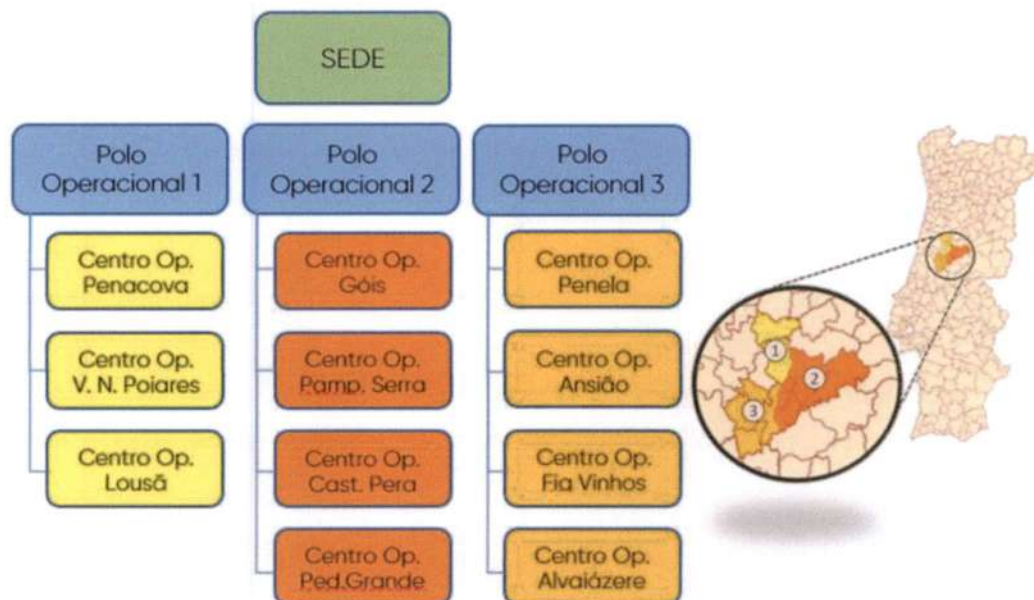 SEDE
Polo
Operacional 1
Centro Op.
Penacova
Centro Op.
V. N. Poiares
Centro Op.
Lousã
Polo
Operacional 2
Centro Op.
Góis
Centro Op.
Pamp. Serra
Centro Op.
Cast. Pera
Centro Op.
Ped.Grande
Polo
Operacional 3
Centro Op.
Penela
Centro Op.
Ansião
Centro Op.
Fia Vinhos
Centro Op.
Alvaiázere
1
2
3